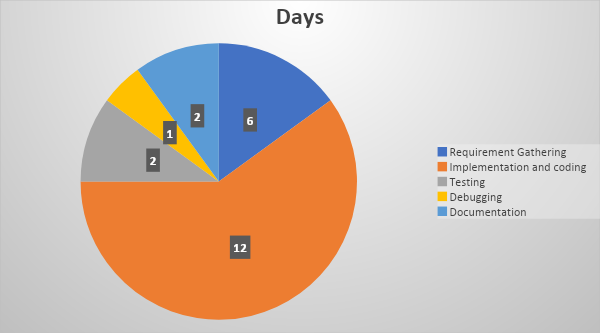 Days
2
6
1
2
12
Requirement Gathering
Implementation and coding
Testing
Debugging
Documentation